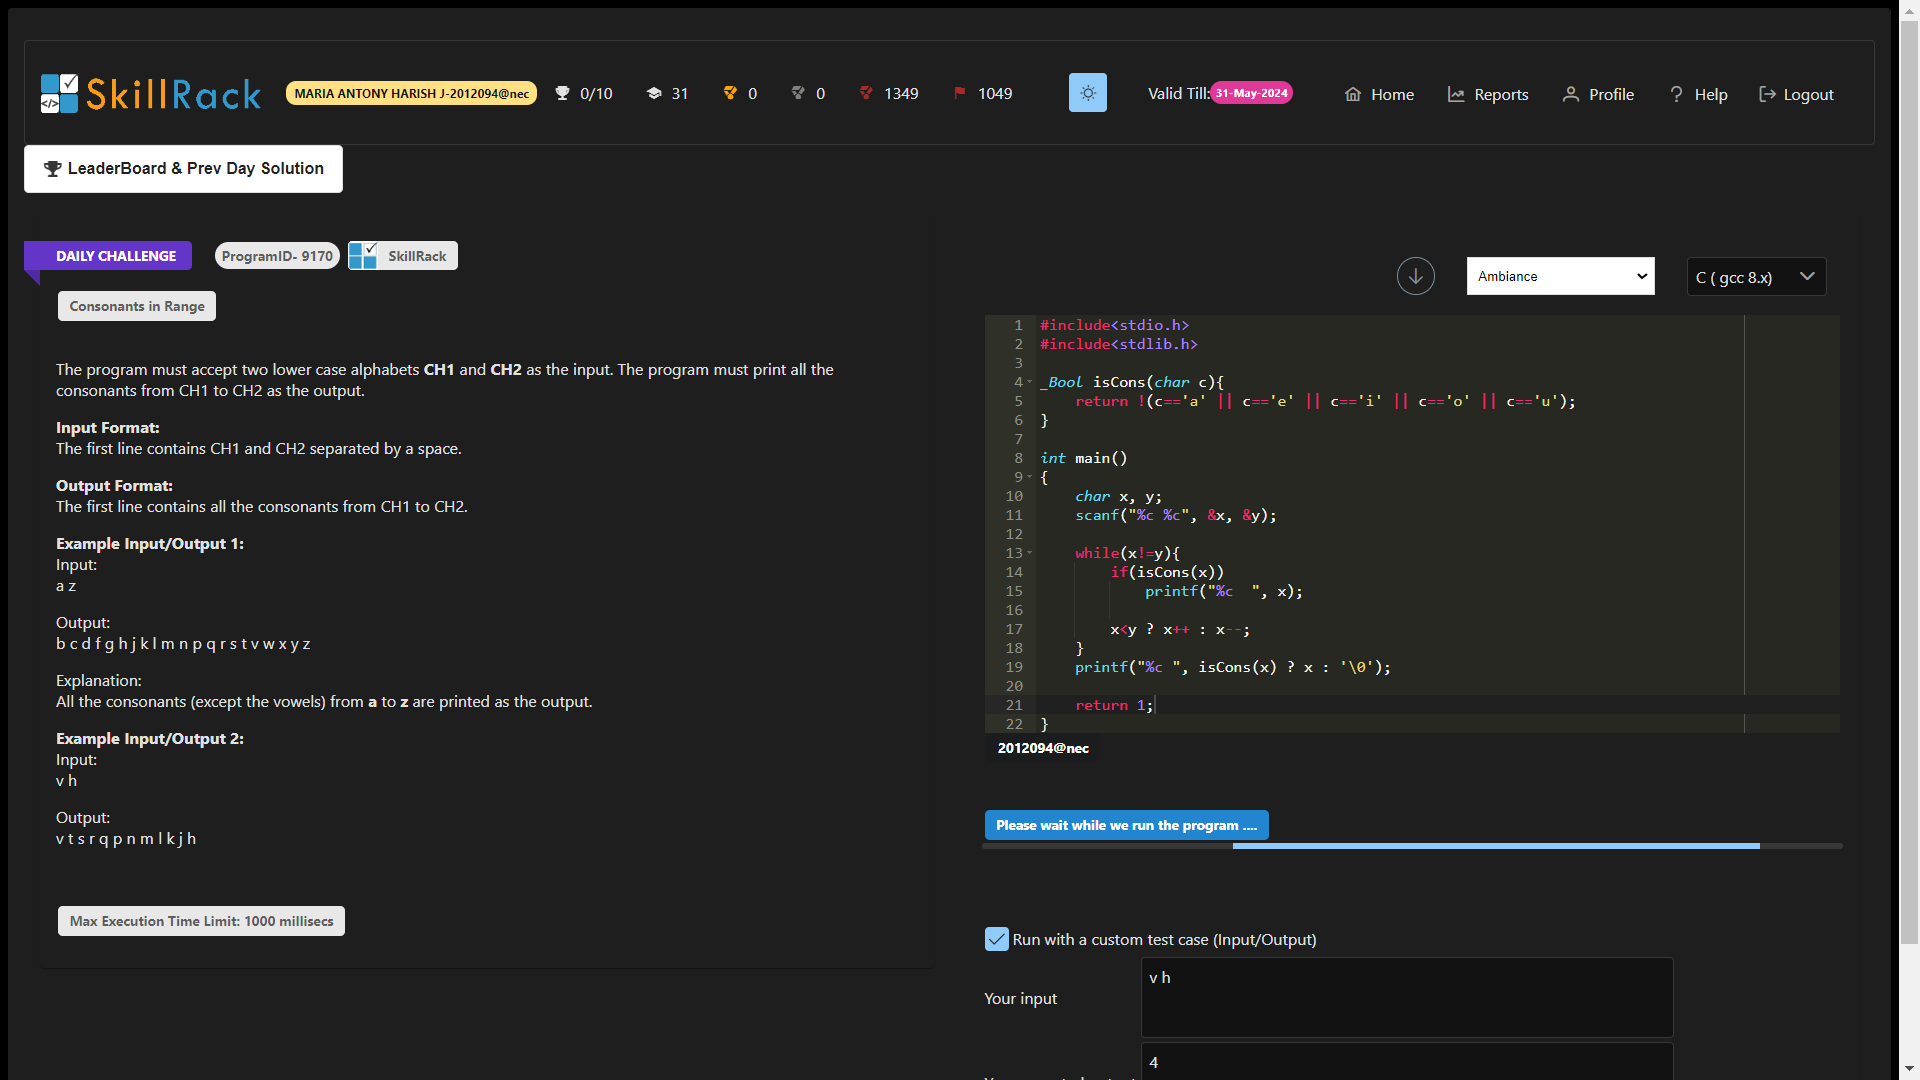 SkillRack
MARIA ANTONY HARISH J-2012094@nec
0/10
31
0
0
1349
1049
Valid Till: 31-May-2024
Home
Reports
Profile
Help
Logout
LeaderBoard & Prev Day Solution
DAILY CHALLENGE
ProgramID- 9170
SkillRack
Consonants in Range
The program must accept two lower case alphabets CH1 and CH2 as the input. The program must print all the
consonants from CH1 to CH2 as the output.
Input Format:
The first line contains CH1 and CH2 separated by a space.
Output Format:
The first line contains all the consonants from CH1 to CH2.
Example Input/Output 1:
Input:
a z
Output:
b c d f g h j k l m n p q r s t v w x y z
Explanation:
All the consonants (except the vowels) from a to z are printed as the output.
Example Input/Output 2:
Input:
v h
Output:
v t s r q p n m l k j h
Max Execution Time Limit: 1000 millisecs
Ambiance
C ( gcc 8.x)
1 #include<stdio.h>
2 #include<stdlib.h>
3
4 _Bool isCons(char c){
5 return !(c=='a' || c=='e' || c=='i' || c=='o' || c=='u');
6 }
7
8 int main()
9 {
10 char x, y;
11 scanf("%c %c", &x, &y);
12
13 while(x!=y){
14 if(isCons(x))
15 printf("%c  ", x);
16
17 x<y ? x++ : x--;
18 }
19 printf("%c ", isCons(x) ? x : '\0');
20
21 return 1;
22 }
2012094@nec
Please wait while we run the program ....
Run with a custom test case (Input/Output)
Your input
v h
4